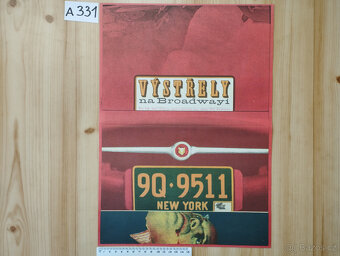 A 331
VÝSTŘELY
na Broadwayi
9Q·9511
NEW YORK